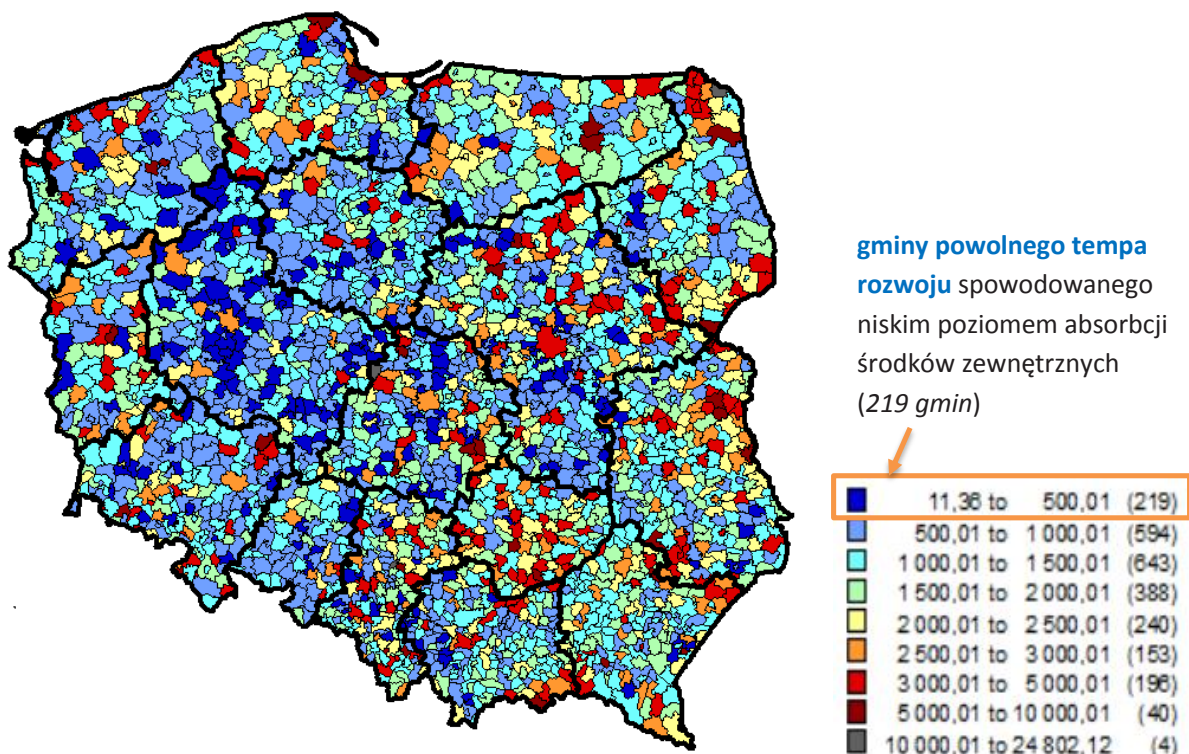 gminy powolnego tempa
rozwoju spowodowanego
niskim poziomem absorbcji
środków zewnętrznych
(219 gmin)
11,36 to 500,01 (219)
500,01 to 1 000,01 (594)
1 000,01 to 1 500,01 (643)
1 500,01 to 2 000,01 (388)
2 000,01 to 2 500,01 (240)
2 500,01 to 3 000,01 (153)
3 000,01 to 5 000,01 (196)
5 000,01 to 10 000,01 (40)
10 000,01 to 24 802,12 (4)